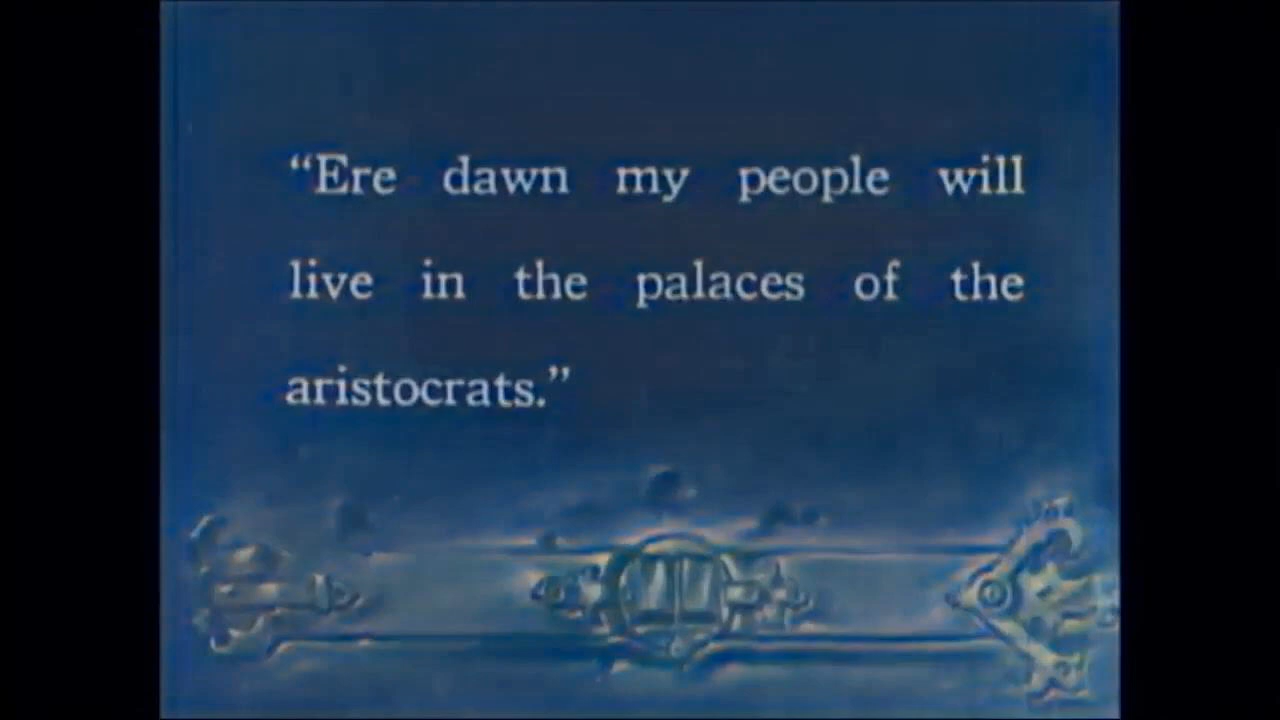 “Ere dawn my people will
live in the palaces of the
aristocrats.”